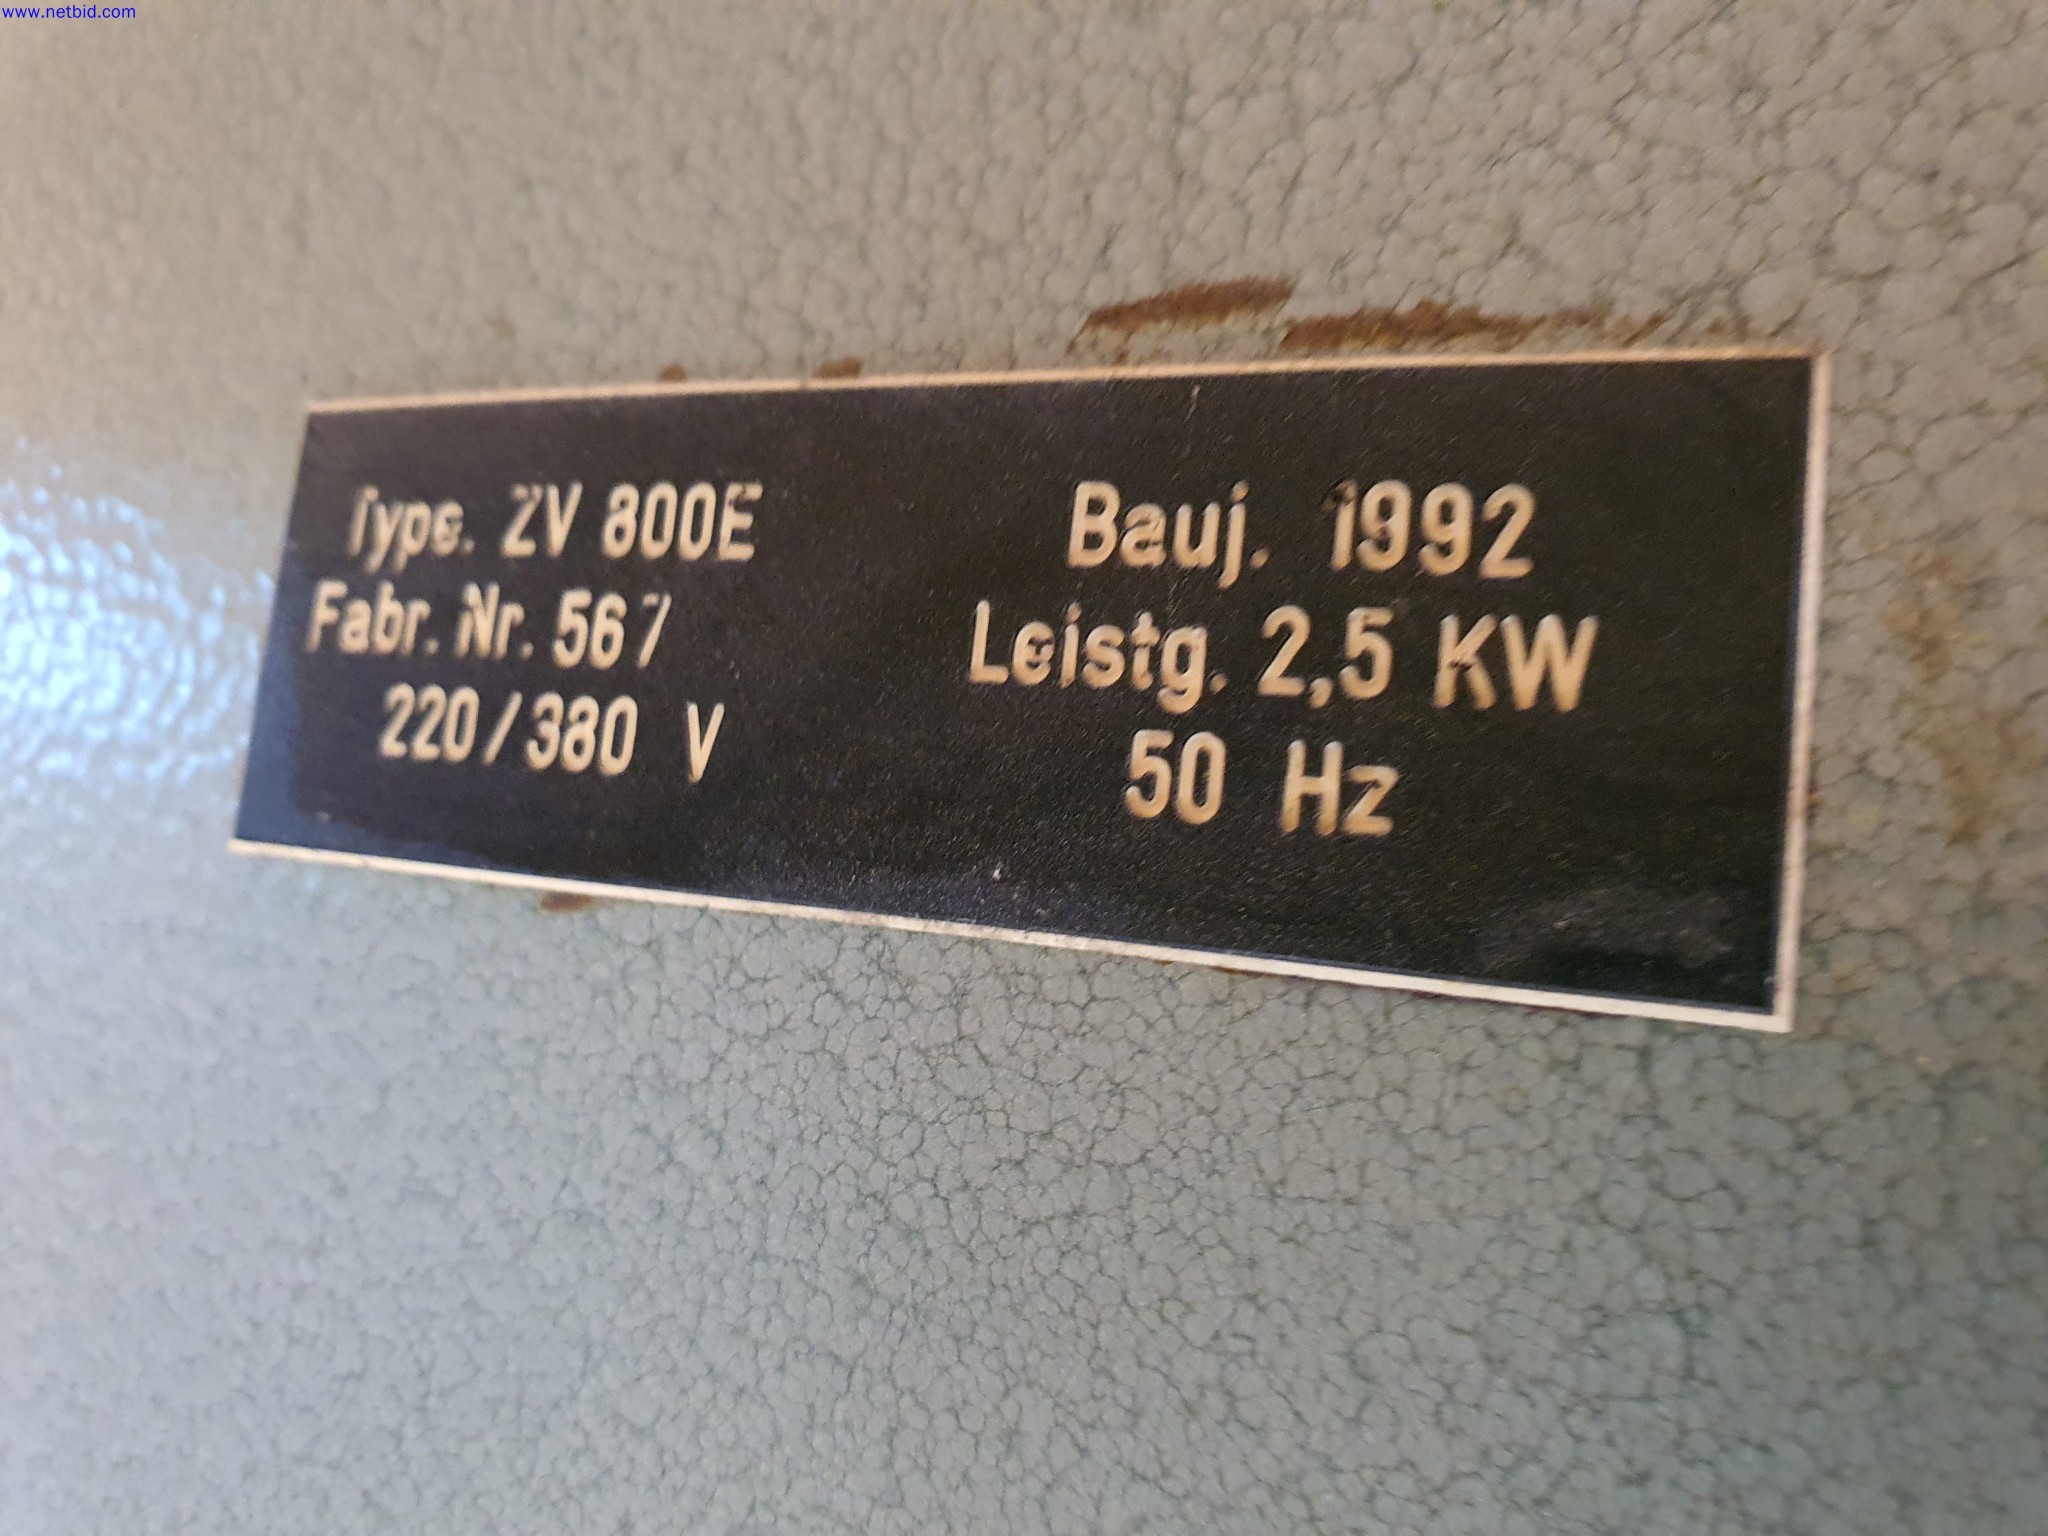 www.netbid.com
Type. ZV 800E
Fabr. Nr. 567
220/380 V
Bauj. 1992
Leistg. 2,5 KW
50 Hz